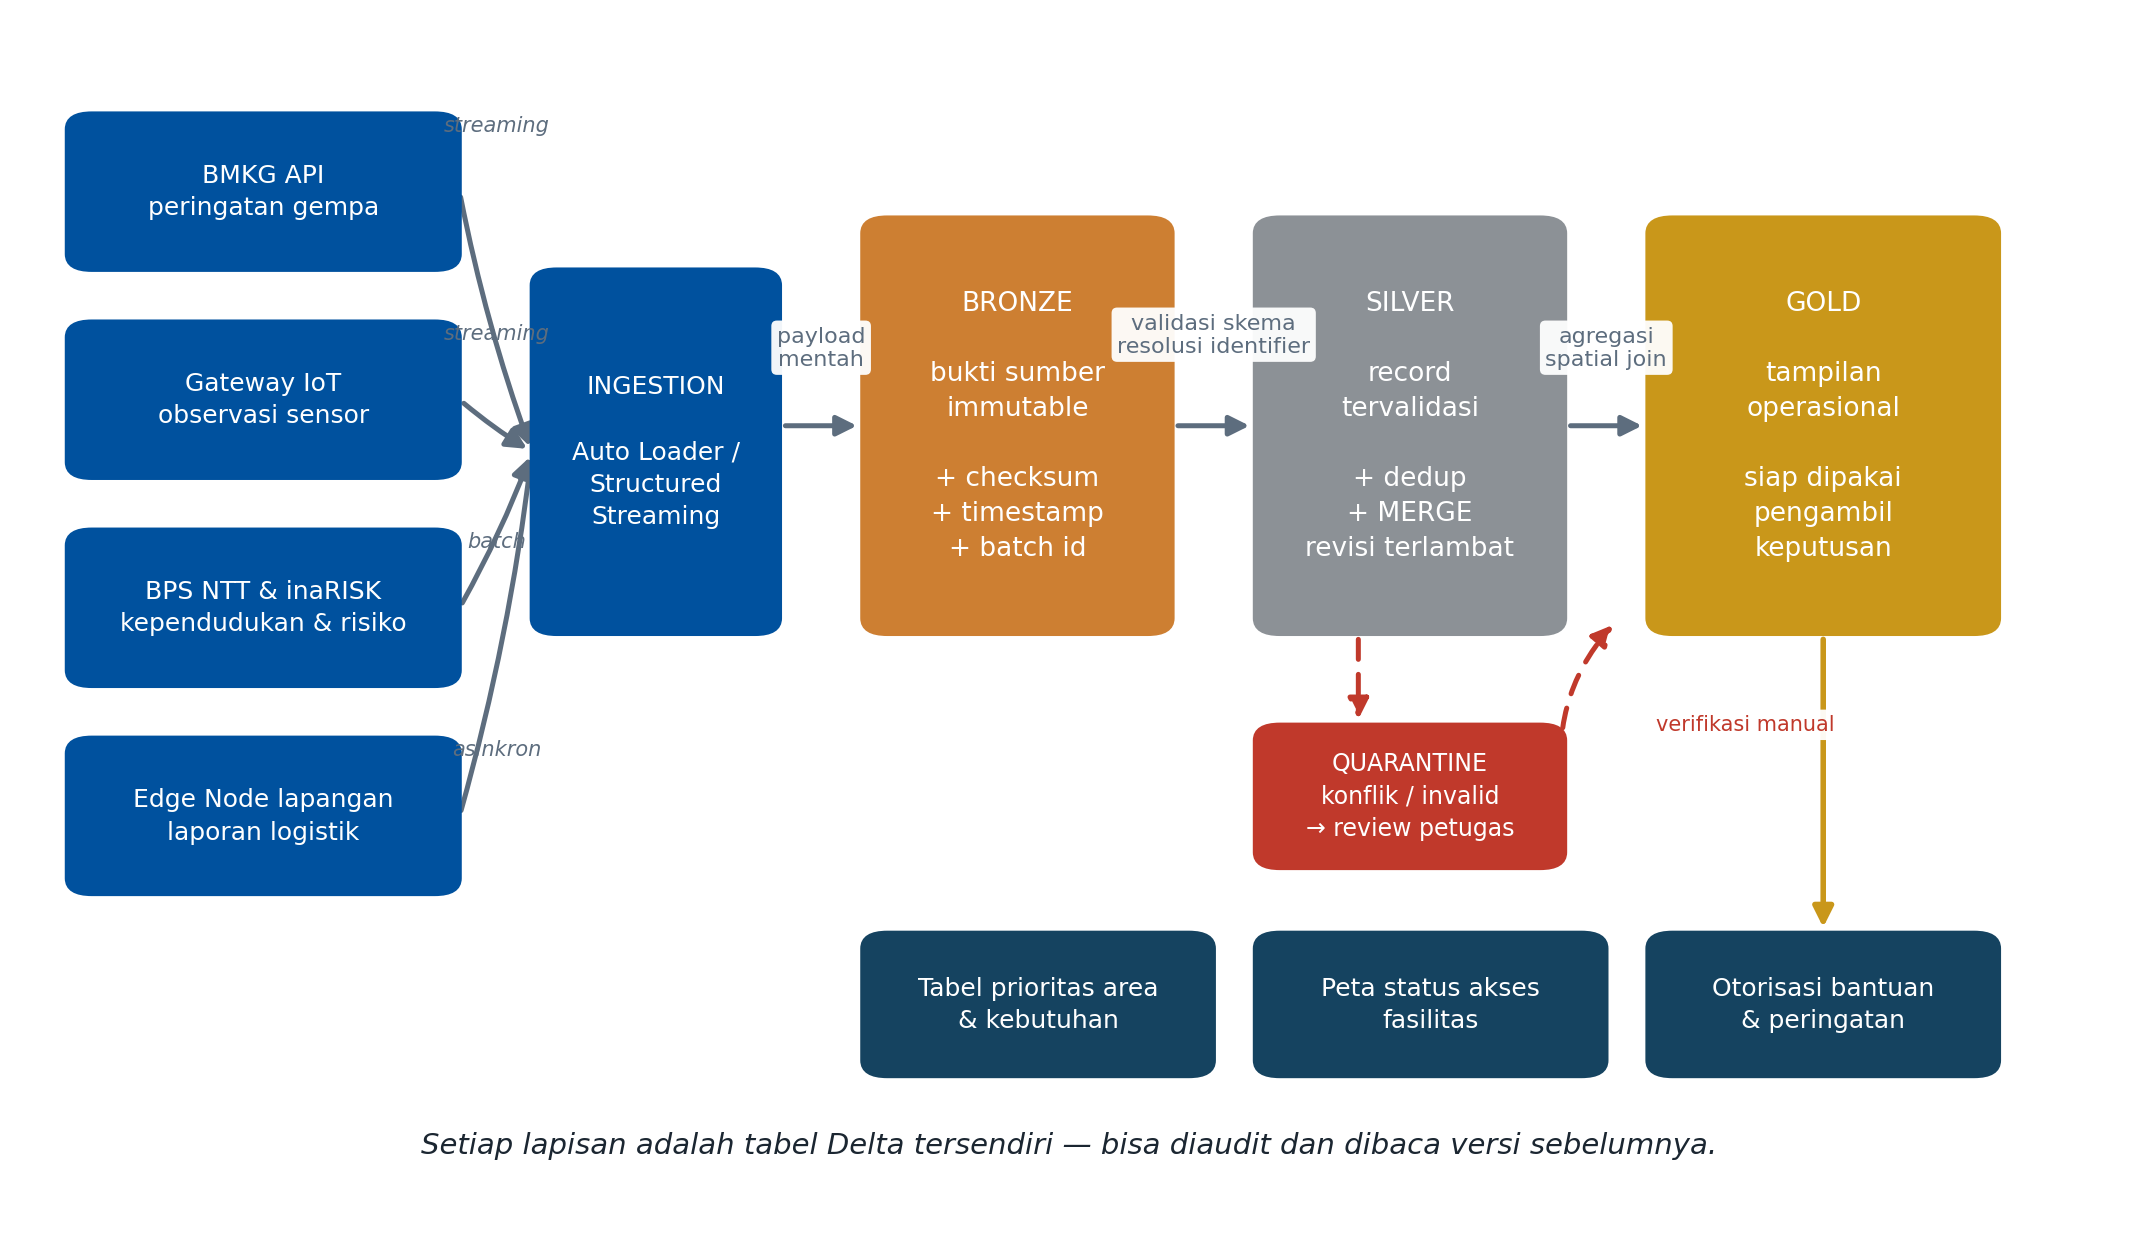 streaming
BMKG API
peringatan gempa
streaming
Gateway IoT
observasi sensor
batch
BPS NTT & inaRISK
kependudukan & risiko
asinkron
Edge Node lapangan
laporan logistik
INGESTION
Auto Loader /
Structured
Streaming
payload
mentah
BRONZE
bukti sumber
immutable
+ checksum
+ timestamp
+ batch id
validasi skema
resolusi identifier
SILVER
record
tervalidasi
+ dedup
+ MERGE
revisi terlambat
agregasi
spatial join
GOLD
tampilan
operasional
siap dipakai
pengambil
keputusan
QUARANTINE
konflik / invalid
→ review petugas
verifikasi manual
Tabel prioritas area
& kebutuhan
Peta status akses
fasilitas
Otorisasi bantuan
& peringatan
Setiap lapisan adalah tabel Delta tersendiri — bisa diaudit dan dibaca versi sebelumnya.